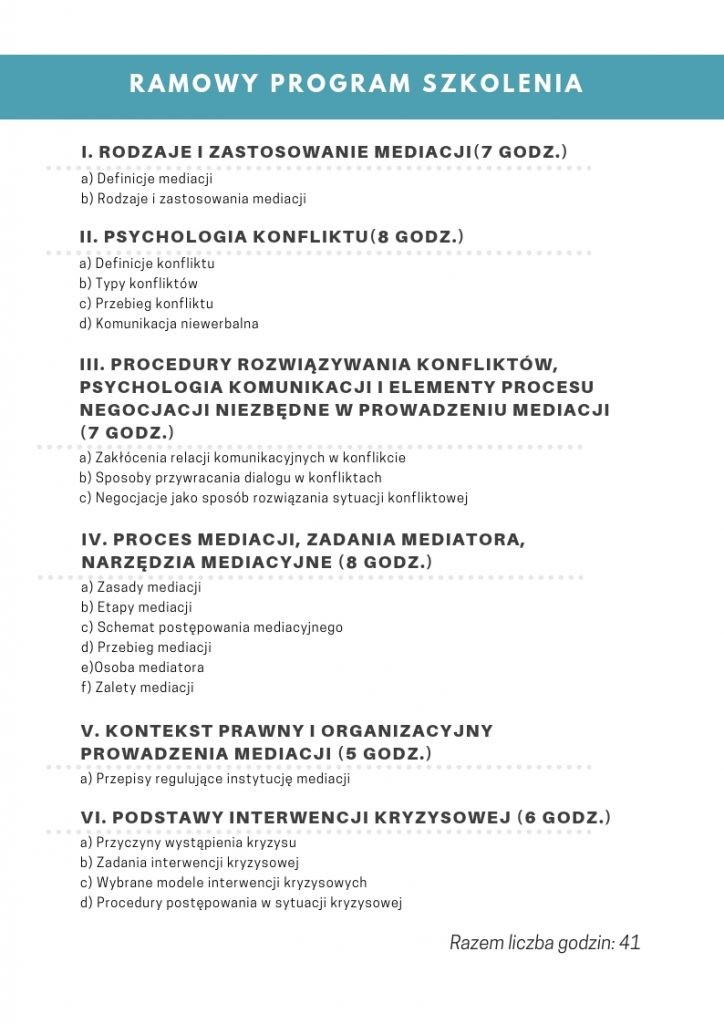 RAMOWY PROGRAM SZKOLENIA
I. RODZAJE I ZASTOSOWANIE MEDIACJI(7 GODZ.)
a) Definicje mediacji
b) Rodzaje i zastosowania mediacji
II. PSYCHOLOGIA KONFLIKTU(8 GODZ.)
a) Definicje konfliktu
b) Typy konfliktów
c) Przebieg konfliktu
d) Komunikacja niewerbalna
III. PROCEDURY ROZWIĄZYWANIA KONFLIKTÓW,
PSYCHOLOGIA KOMUNIKACJI I ELEMENTY PROCESU
NEGOCJACJI NIEZBĘDNE W PROWADZENIU MEDIACJI
(7 GODZ.)
a) Zakłócenia relacji komunikacyjnych w konflikcie
b) Sposoby przywracania dialogu w konfliktach
c) Negocjacje jako sposób rozwiązania sytuacji konfliktowej
IV. PROCES MEDIACJI, ZADANIA MEDIATORA,
NARZĘDZIA MEDIACYJNE (8 GODZ.)
a) Zasady mediacji
b) Etapy mediacji
c) Schemat postępowania mediacyjnego
d) Przebieg mediacji
e)Osoba mediatora
f) Zalety mediacji
V. KONTEKST PRAWNY I ORGANIZACYJNY
PROWADZENIA MEDIACJI (5 GODZ.)
a) Przepisy regulujące instytucję mediacji
VI. PODSTAWY INTERWENCJI KRYZYSOWEJ (6 GODZ.)
a) Przyczyny wystąpienia kryzysu
b) Zadania interwencji kryzysowej
c) Wybrane modele interwencji kryzysowych
d) Procedury postępowania w sytuacji kryzysowej
Razem liczba godzin: 41